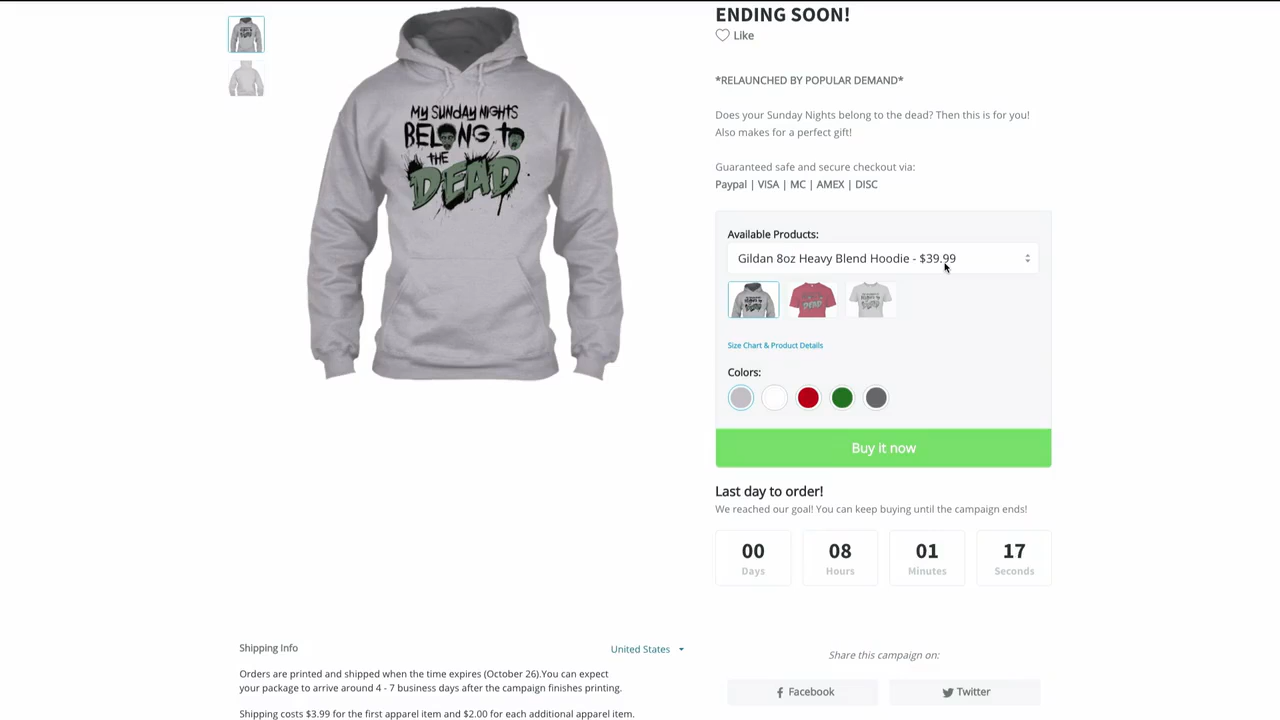 ENDING SOON!
Like
*RELAUNCHED BY POPULAR DEMAND*
Does your Sunday Nights belong to the dead? Then this is for you!
Also makes for a perfect gift!
Guaranteed safe and secure checkout via:
Paypal | VISA | MC | AMEX | DISC
MY SUNDAY NIGHTS
BELONG TO
THE
DEAD
Available Products:
Gildan 8oz Heavy Blend Hoodie - $39.99
Size Chart & Product Details
Colors:
Buy it now
Last day to order!
We reached our goal! You can keep buying until the campaign ends!
00 08 01 17
Days Hours Minutes Seconds
Shipping Info
United States
Orders are printed and shipped when the time expires (October 26).You can expect
your package to arrive around 4 - 7 business days after the campaign finishes printing.
Shipping costs $3.99 for the first apparel item and $2.00 for each additional apparel item.
Share this campaign on:
Facebook
Twitter